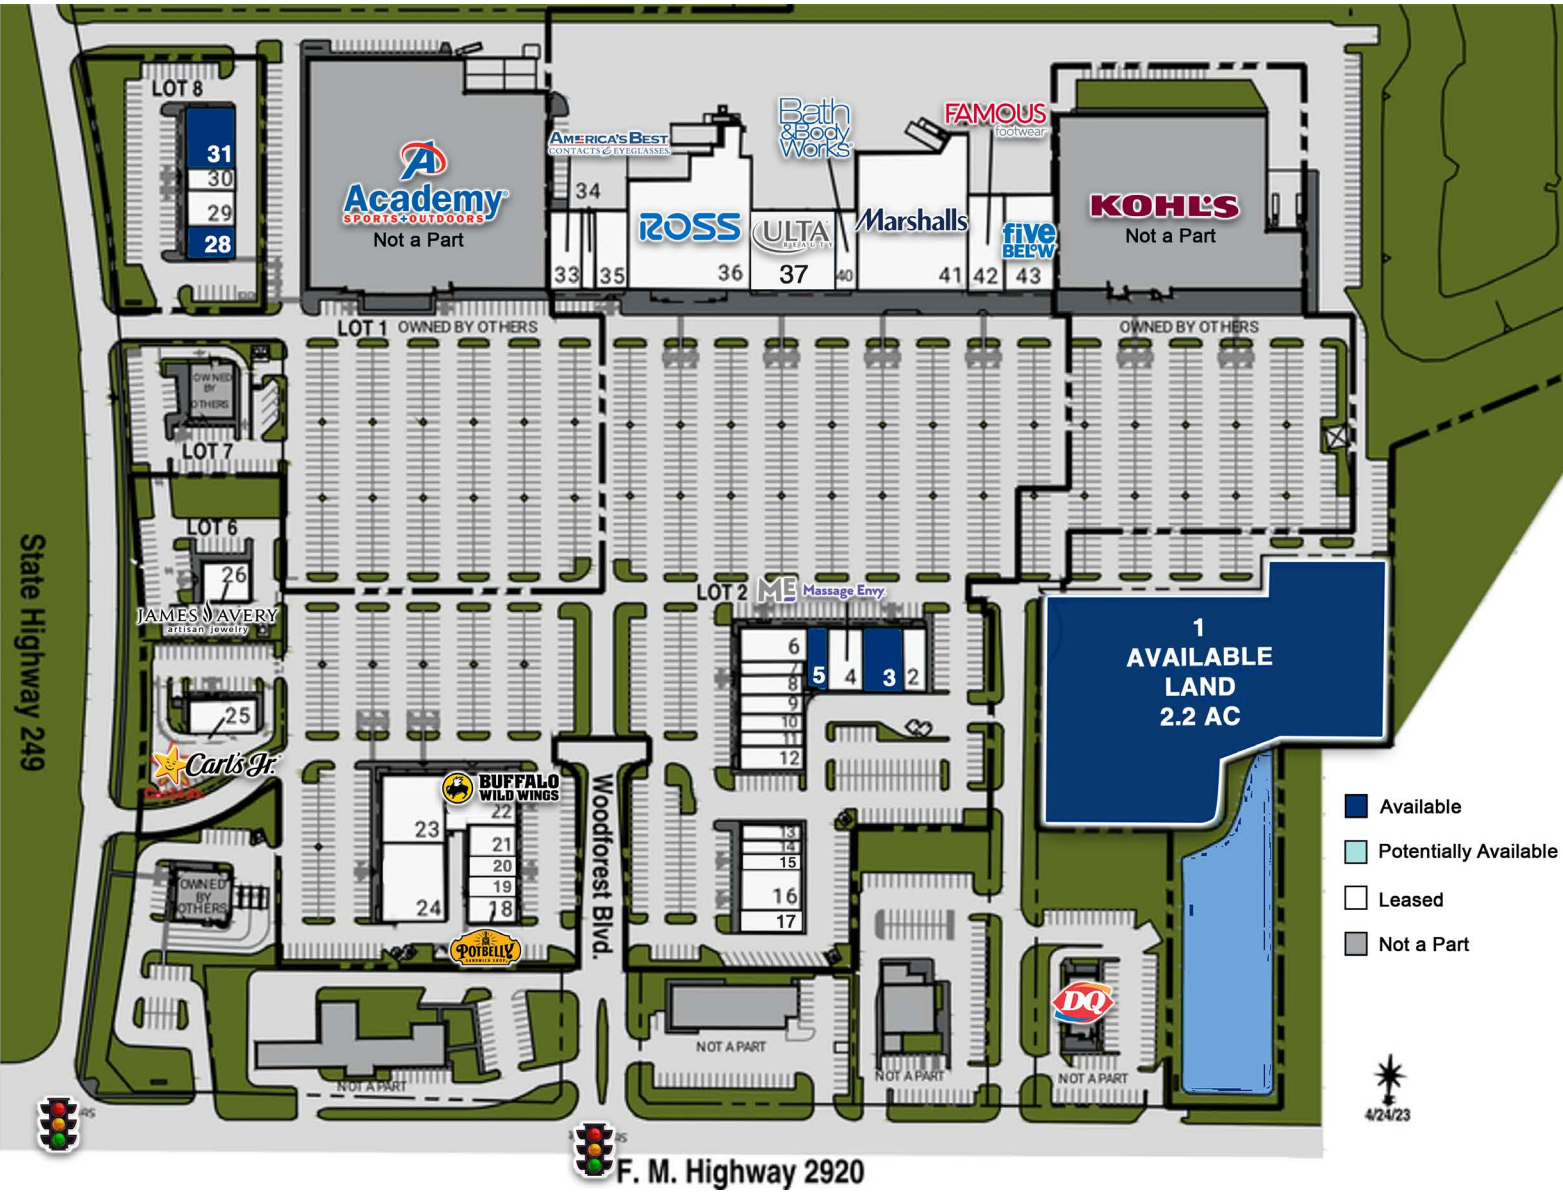 LOT 8
31
30
29
28
Academy
SPORTS+OUTDOORS
Not a Part
AMERICA'S BEST
CONTACTS & EYEGLASSES
34
33
35
ROSS
36
ULTA
BEAUTY
37
Bath
& Body
Works
40
Marshalls
41
FAMOUS
footwear
42
five
BELOW
43
KOHL'S
Not a Part
LOT 1 OWNED BY OTHERS
OWNED BY OTHERS
OWNED
BY
OTHERS
LOT 7
LOT 6
26
JAMES AVERY
artisan jewelry
25
Carl's Jr.
State Highway 249
LOT 2
ME Massage Envy
6
5
4
3
2
7
8
9
10
11
12
1
AVAILABLE
LAND
2.2 AC
BUFFALO
WILD WINGS
22
23
21
20
19
24
18
POTBELLY
SANDWICH SHOP
Woodforest Blvd.
13
14
15
16
17
OWNED
BY
OTHERS
DQ
NOT A PART
NOT A PART
NOT A PART
NOT A PART
Available
Potentially Available
Leased
Not a Part
4/24/23
F. M. Highway 2920